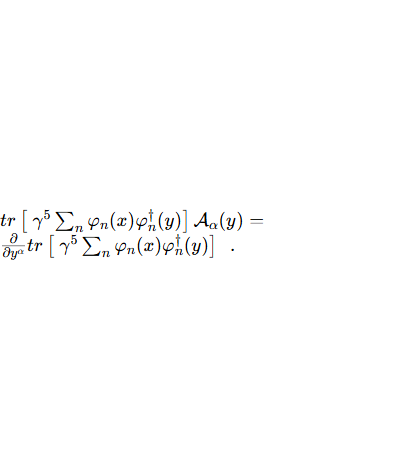 tr [ γ⁵ ∑ₙ φₙ(x)φₙ†(y)] 𝒜_α(y) =
∂/∂y^α tr [ γ⁵ ∑ₙ φₙ(x)φₙ†(y)] .